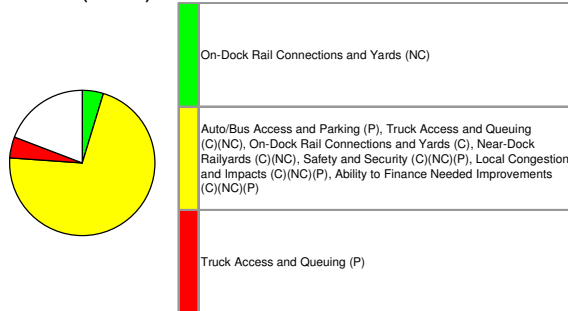 On-Dock Rail Connections and Yards (NC)
Auto/Bus Access and Parking (P), Truck Access and Queuing
(C)(NC), On-Dock Rail Connections and Yards (C), Near-Dock
Railyards (C)(NC), Safety and Security (C)(NC)(P), Local Congestion
and Impacts (C)(NC)(P), Ability to Finance Needed Improvements
(C)(NC)(P)
Truck Access and Queuing (P)